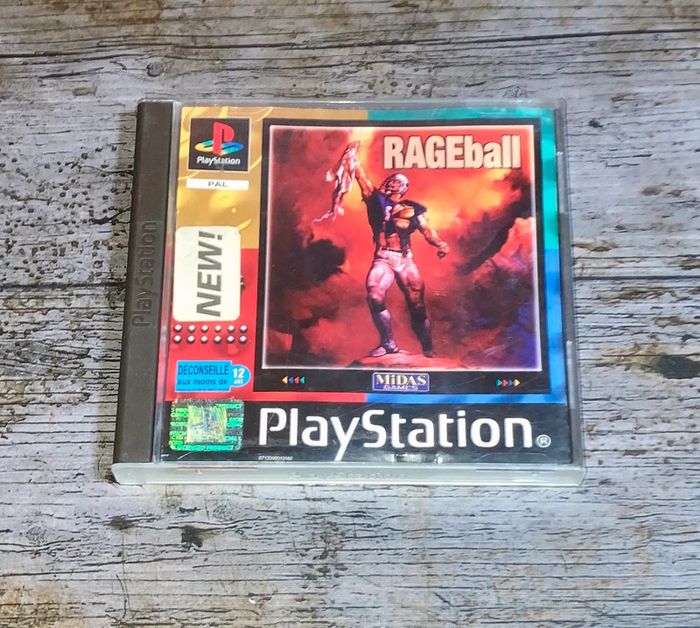 PlayStation
PAL
RAGEball
PlayStation
NEW!
DECONSEILLE
aux moins de
12
ans
MiDAS
GAMES
PlayStation®